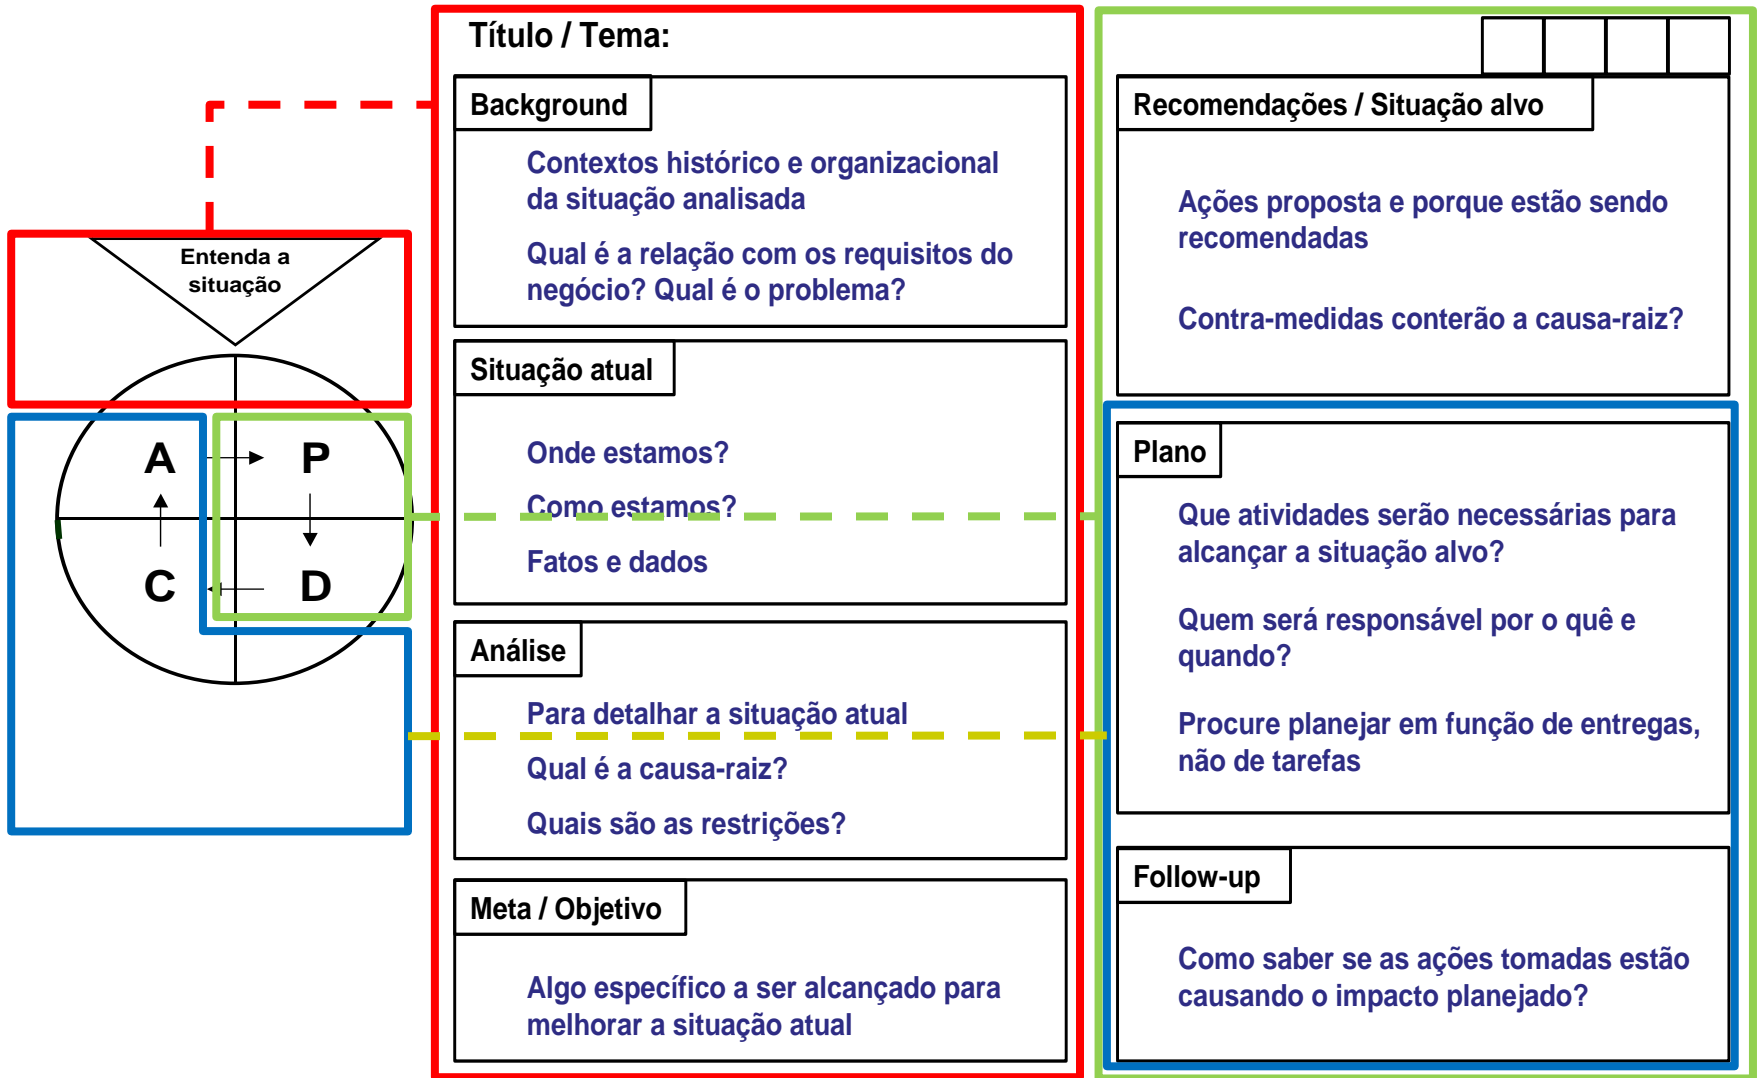 Título / Tema:
Background
Contextos histórico e organizacional
da situação analisada
Qual é a relação com os requisitos do
negócio? Qual é o problema?
Situação atual
Onde estamos?
Como estamos?
Fatos e dados
Análise
Para detalhar a situação atual
Qual é a causa-raiz?
Quais são as restrições?
Meta / Objetivo
Algo específico a ser alcançado para
melhorar a situação atual
Recomendações / Situação alvo
Ações proposta e porque estão sendo
recomendadas
Contra-medidas conterão a causa-raiz?
Plano
Que atividades serão necessárias para
alcançar a situação alvo?
Quem será responsável por o quê e
quando?
Procure planejar em função de entregas,
não de tarefas
Follow-up
Como saber se as ações tomadas estão
causando o impacto planejado?
Entenda a
situação
A P
C D